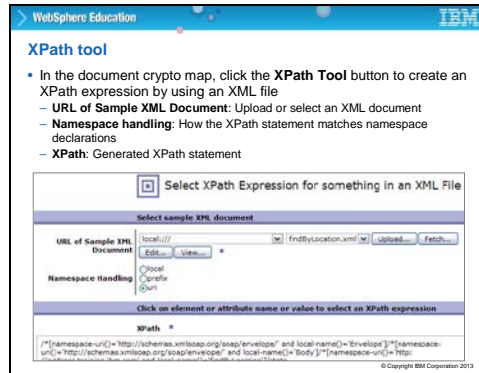 WebSphere Education
IBM
XPath tool
• In the document crypto map, click the XPath Tool button to create an
XPath expression by using an XML file
– URL of Sample XML Document: Upload or select an XML document
– Namespace handling: How the XPath statement matches namespace
declarations
– XPath: Generated XPath statement
Select XPath Expression for something in an XML File
Select sample XML document
URL of Sample XML Document
local:///
findByLocation.xml
Upload...
Fetch...
Edit...
View...
*
Namespace Handling
local
prefix
uri
Click on element or attribute name or value to select an XPath expression
XPath *
/*[namespace-uri()='http://schemas.xmlsoap.org/soap/envelope/' and local-name()='Envelope']/*[namespace-
uri()='http://schemas.xmlsoap.org/soap/envelope/' and local-name()='Body']/*[namespace-uri()='http:
© Copyright IBM Corporation 2013